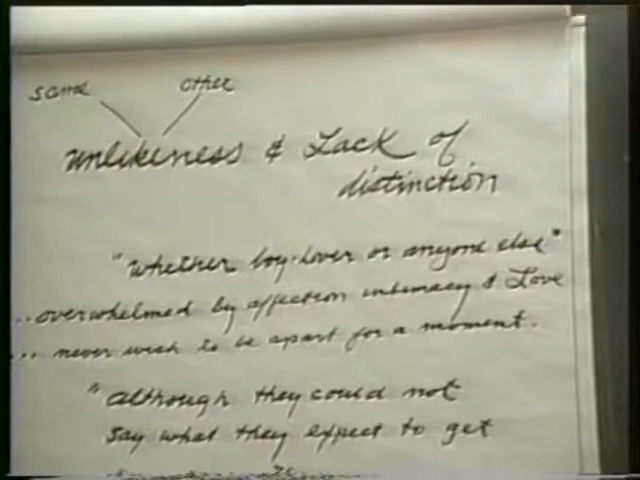 same other
unlikeness & Lack of
distinction
"whether boy-lover or anyone else"
...overwhelmed by affection intimacy & Love
... never wish to be apart for a moment.
"although they could not
say what they expect to get